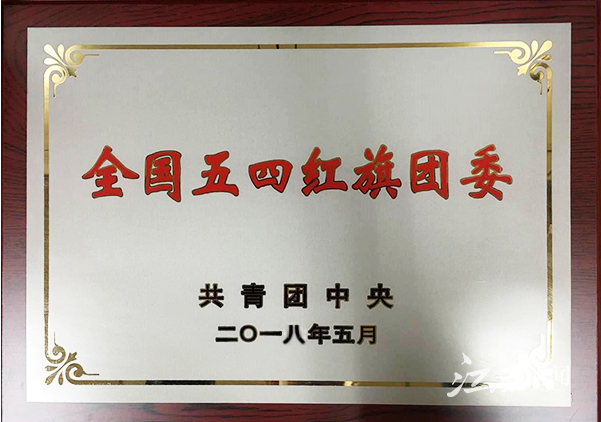 全国五四红旗团委
共青团中央
二〇一八年五月